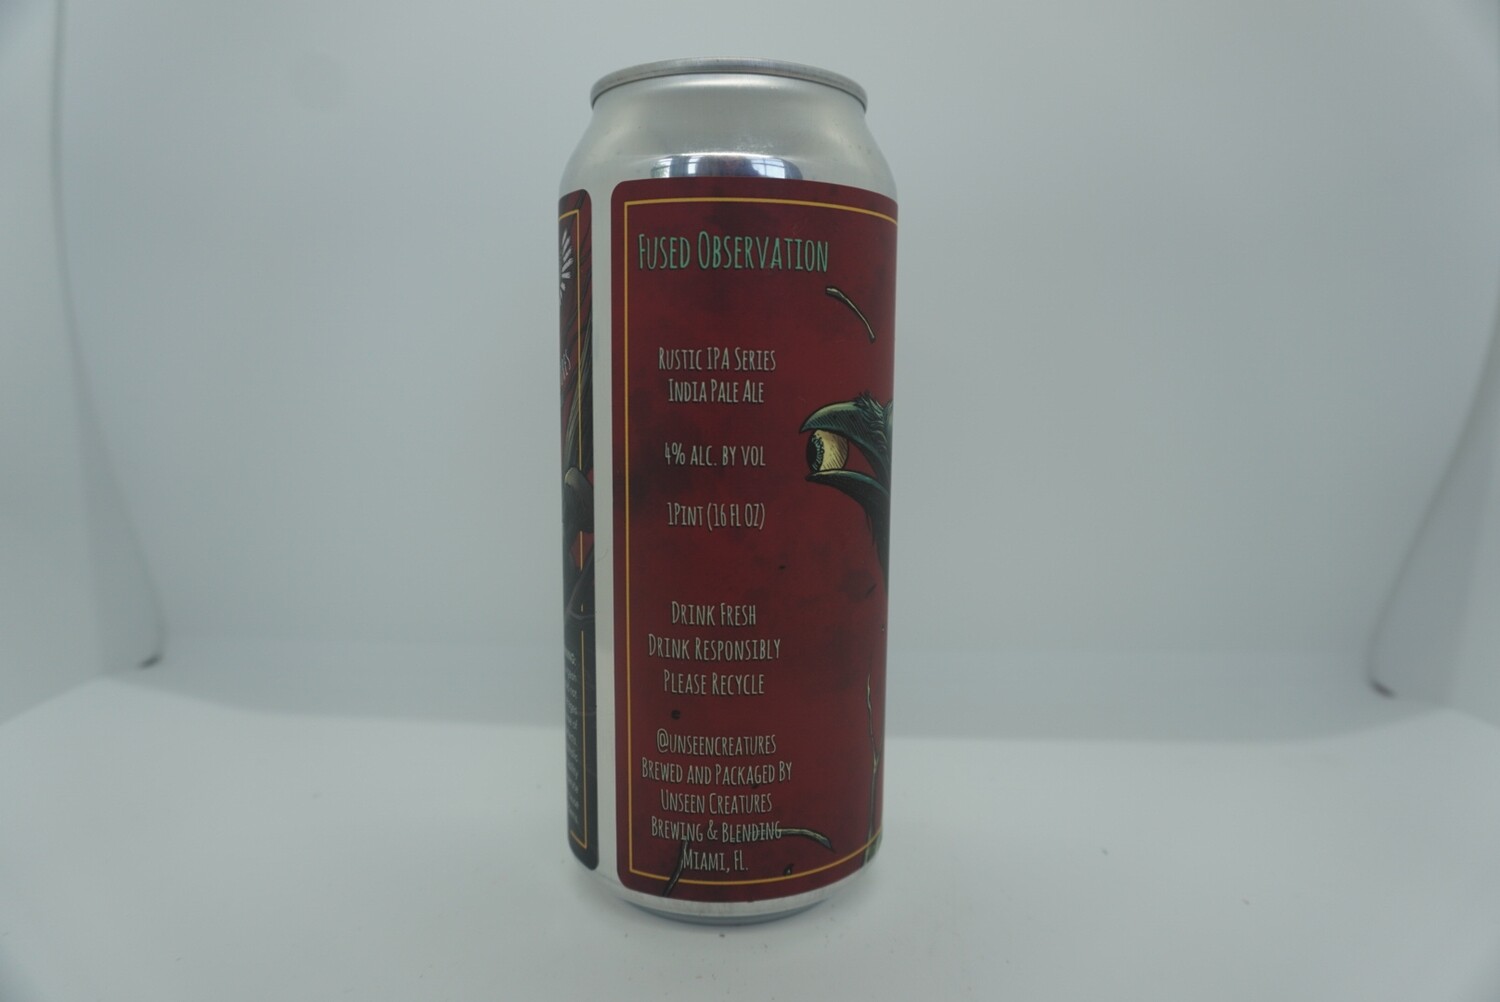 Fused Observation
Rustic IPA Series
India Pale Ale
4% alc. by vol
1Pint (16 fl oz)
Drink Fresh
Drink Responsibly
Please Recycle
@unseencreatures
Brewed and Packaged By
Unseen Creatures
Brewing & Blending
Miami, FL.